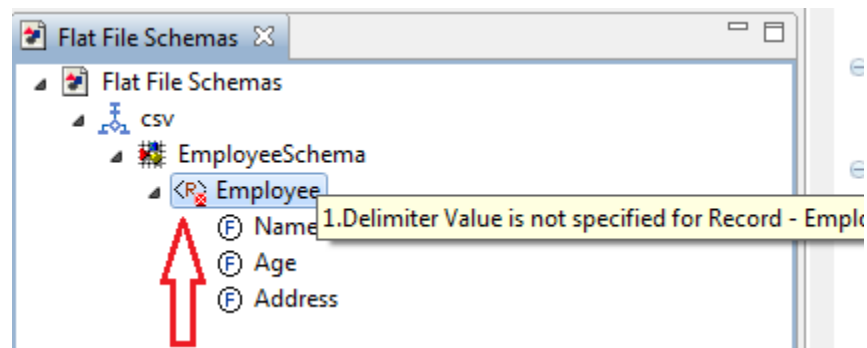 Flat File Schemas
Flat File Schemas
csv
EmployeeSchema
<R> Employee
1.Delimiter Value is not specified for Record -
F Name
F Age
F Address